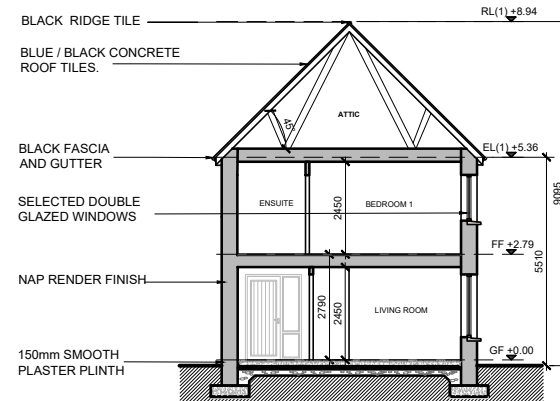 BLACK RIDGE TILE
RL(1) +8.94
BLUE / BLACK CONCRETE
ROOF TILES.
ATTIC
45°
BLACK FASCIA
AND GUTTER
EL(1) +5.36
9095
SELECTED DOUBLE
GLAZED WINDOWS
ENSUITE
2450
BEDROOM 1
5510
FF +2.79
NAP RENDER FINISH
2790
2450
LIVING ROOM
150mm SMOOTH
PLASTER PLINTH
GF +0.00